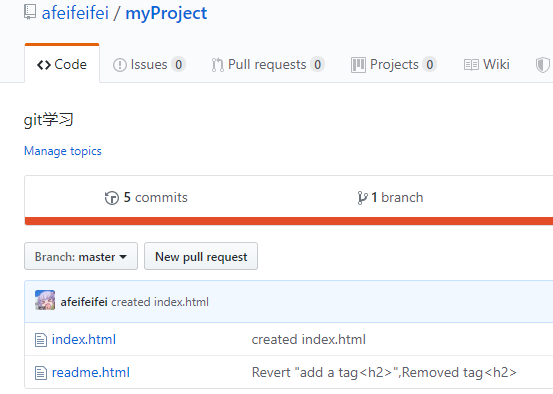 afeifeifei / myProject
Code Issues 0 Pull requests 0 Projects 0 Wiki
git学习
Manage topics
5 commits 1 branch
Branch: master New pull request
afeifeifei created index.html
index.html created index.html
readme.html Revert "add a tag<h2>",Removed tag<h2>